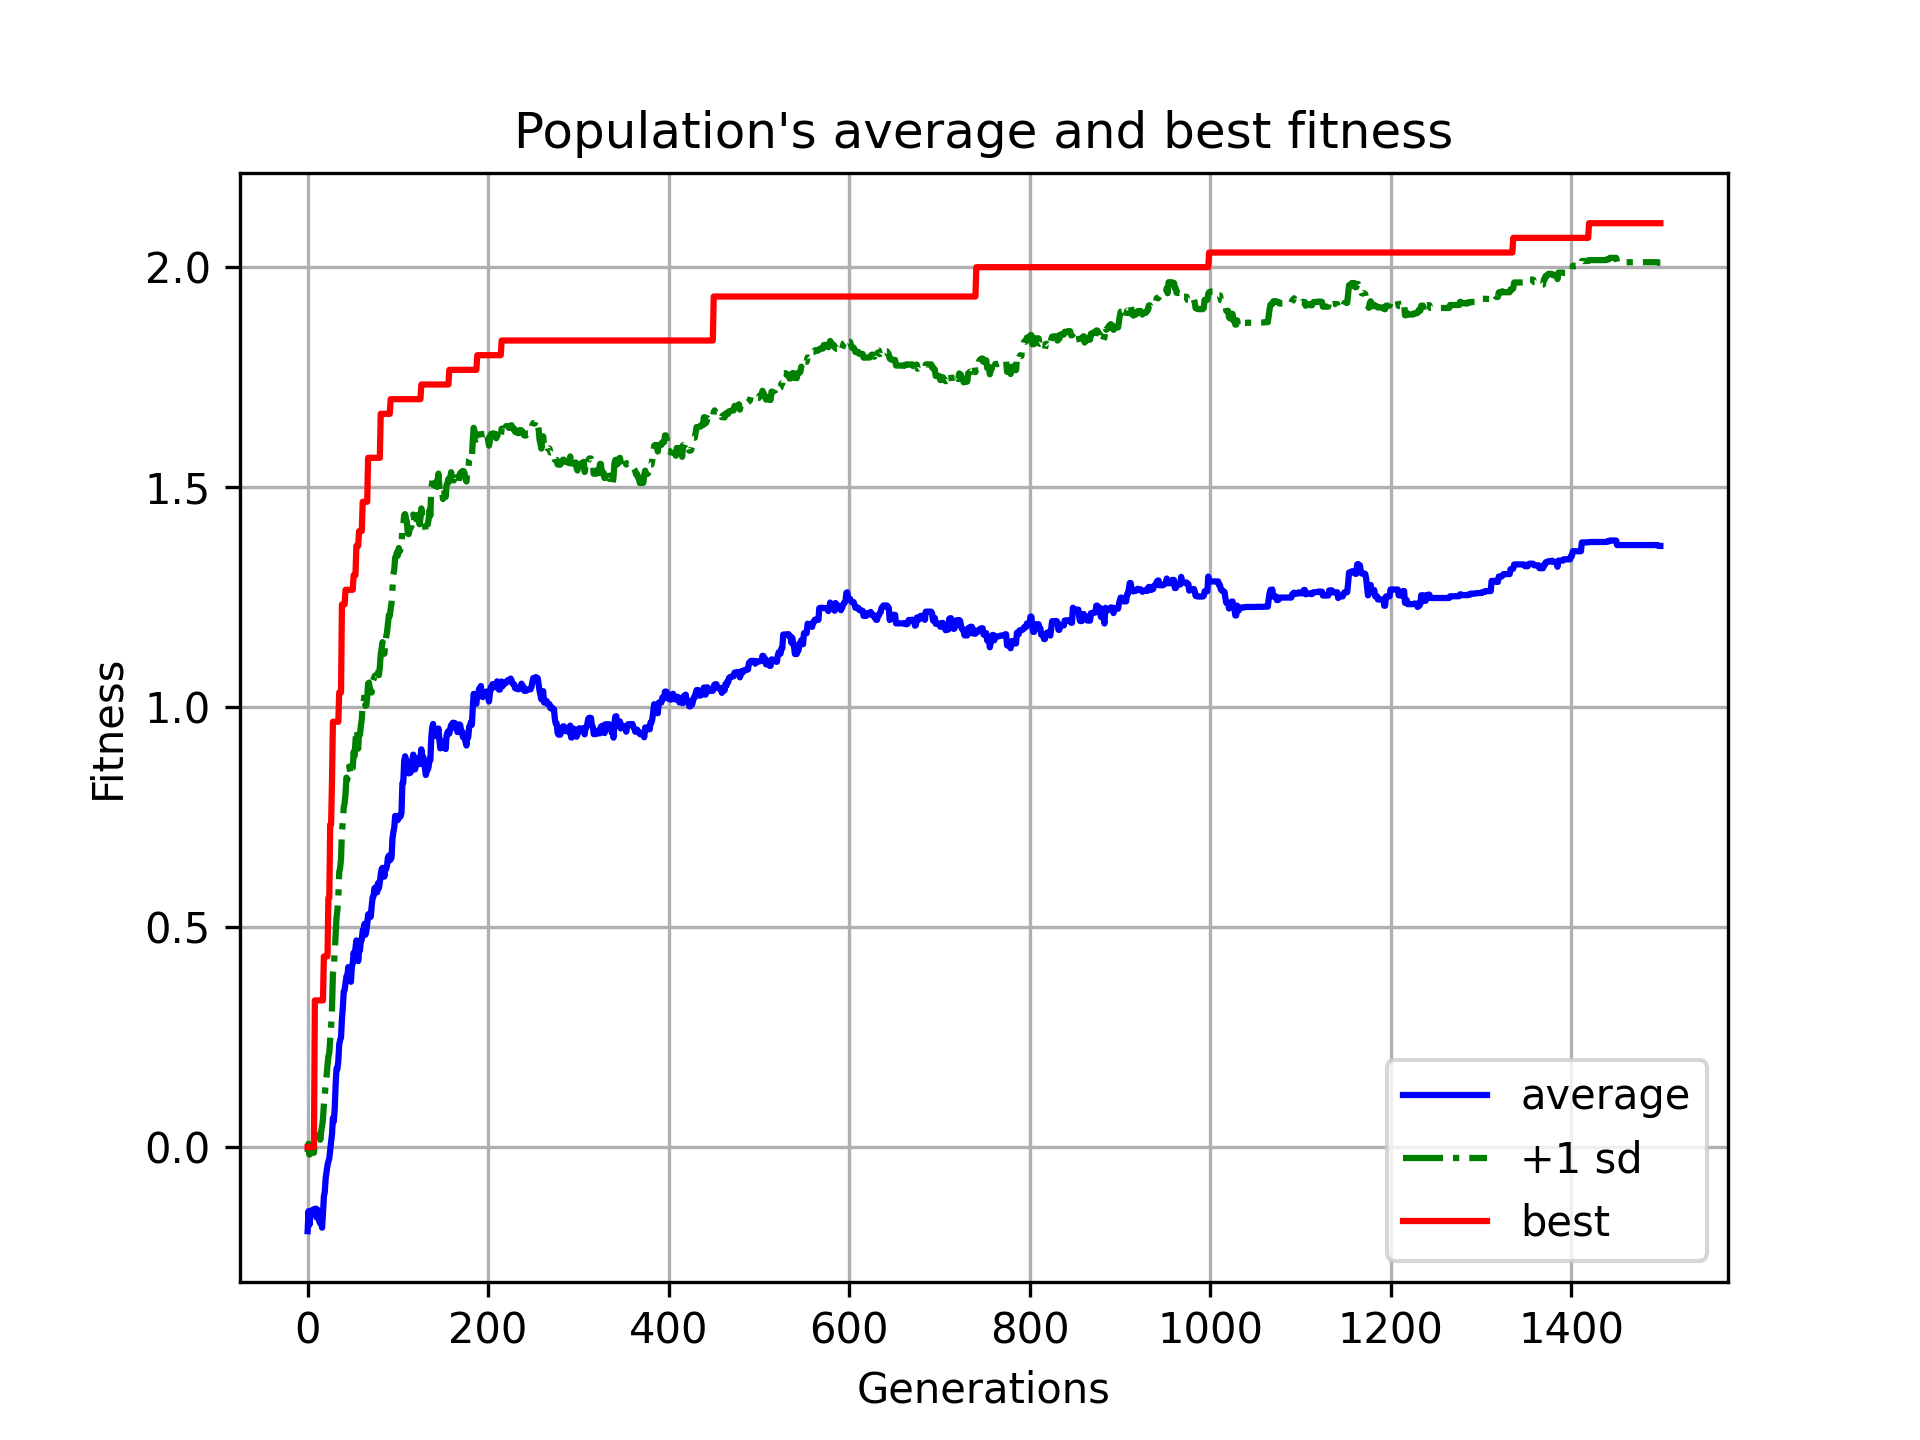 Population's average and best fitness
2.0
1.5
1.0
0.5
0.0
Fitness
average
+1 sd
best
0 200 400 600 800 1000 1200 1400
Generations